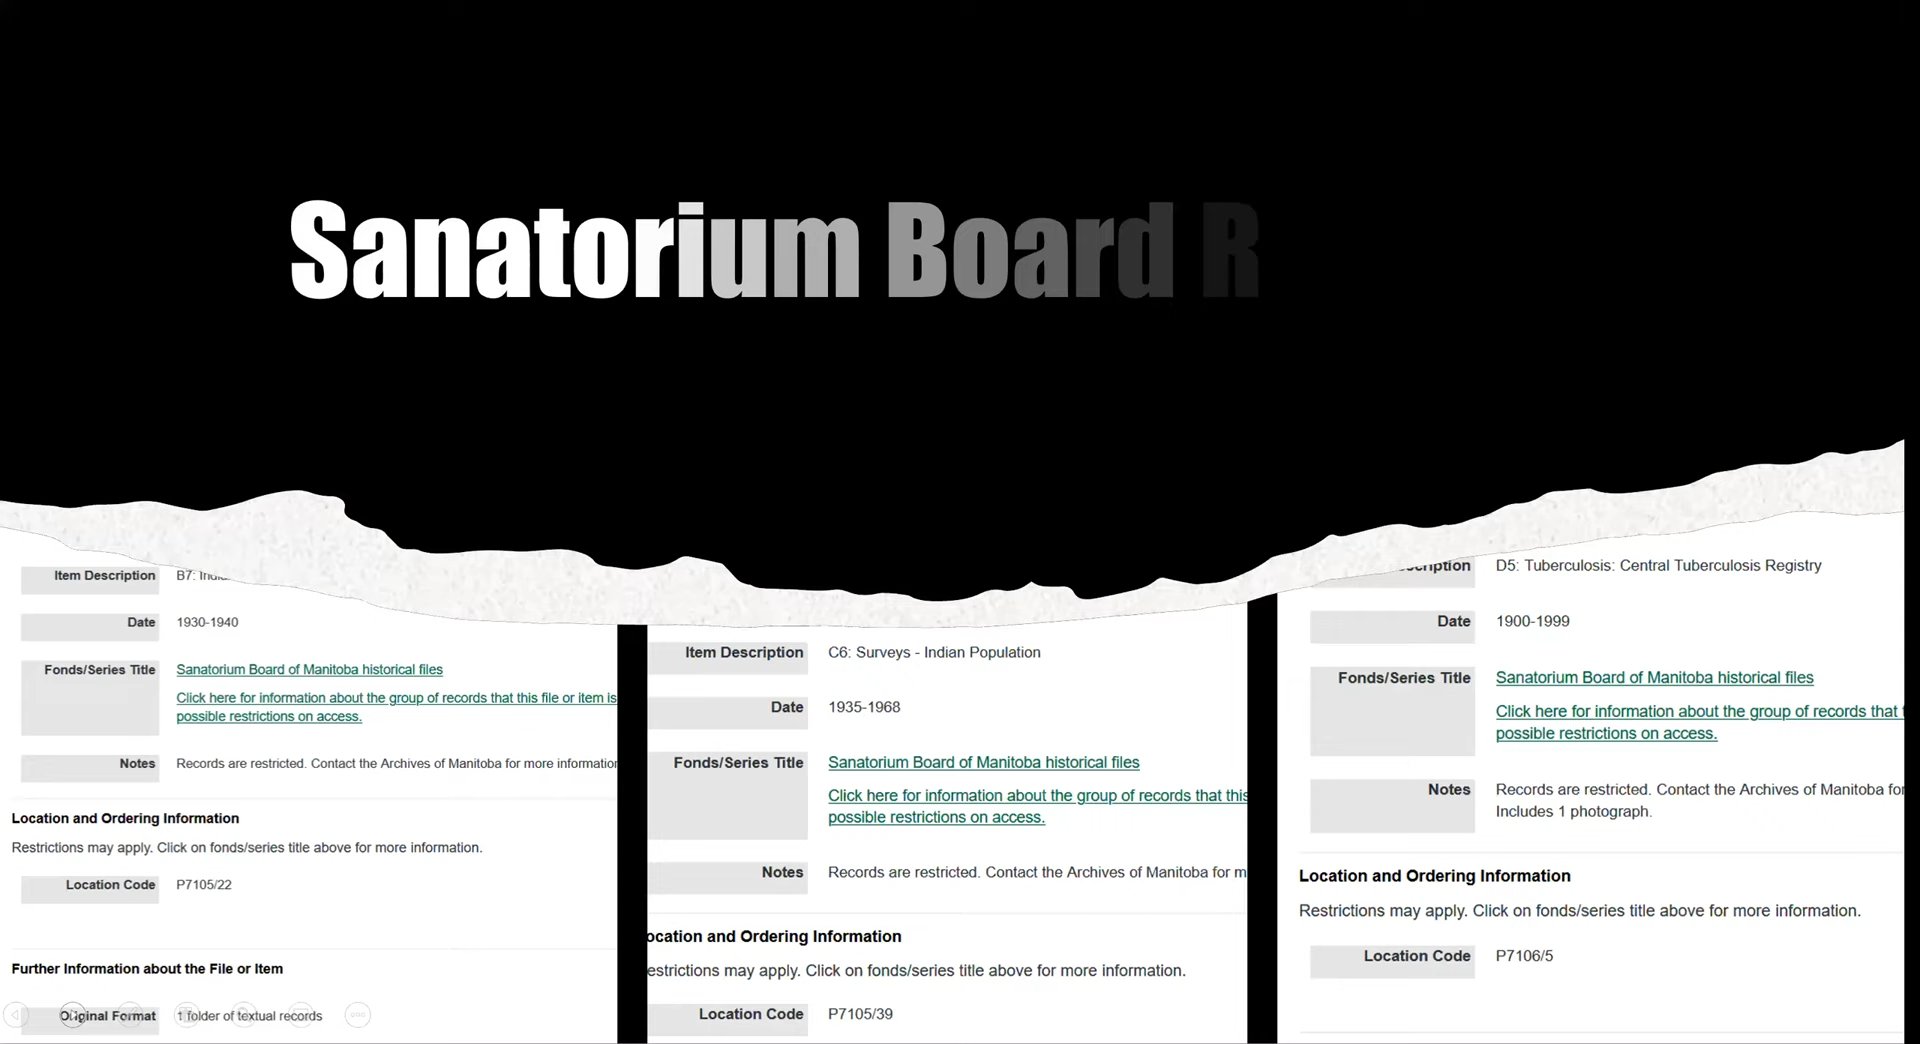 Sanatorium Board R
Item Description B7:
Date 1930-1940
Fonds/Series Title Sanatorium Board of Manitoba historical files
Click here for information about the group of records that this file or item is
possible restrictions on access.
Notes Records are restricted. Contact the Archives of Manitoba for more information
Location and Ordering Information
Restrictions may apply. Click on fonds/series title above for more information.
Location Code P7105/22
Further Information about the File or Item
Original Format 1 folder of textual records
Item Description C6: Surveys - Indian Population
Date 1935-1968
Fonds/Series Title Sanatorium Board of Manitoba historical files
Click here for information about the group of records that this
possible restrictions on access.
Notes Records are restricted. Contact the Archives of Manitoba for m
ocation and Ordering Information
estrictions may apply. Click on fonds/series title above for more information.
Location Code P7105/39
D5: Tuberculosis: Central Tuberculosis Registry
Date 1900-1999
Fonds/Series Title Sanatorium Board of Manitoba historical files
Click here for information about the group of records that
possible restrictions on access.
Notes Records are restricted. Contact the Archives of Manitoba for
Includes 1 photograph.
Location and Ordering Information
Restrictions may apply. Click on fonds/series title above for more information.
Location Code P7106/5